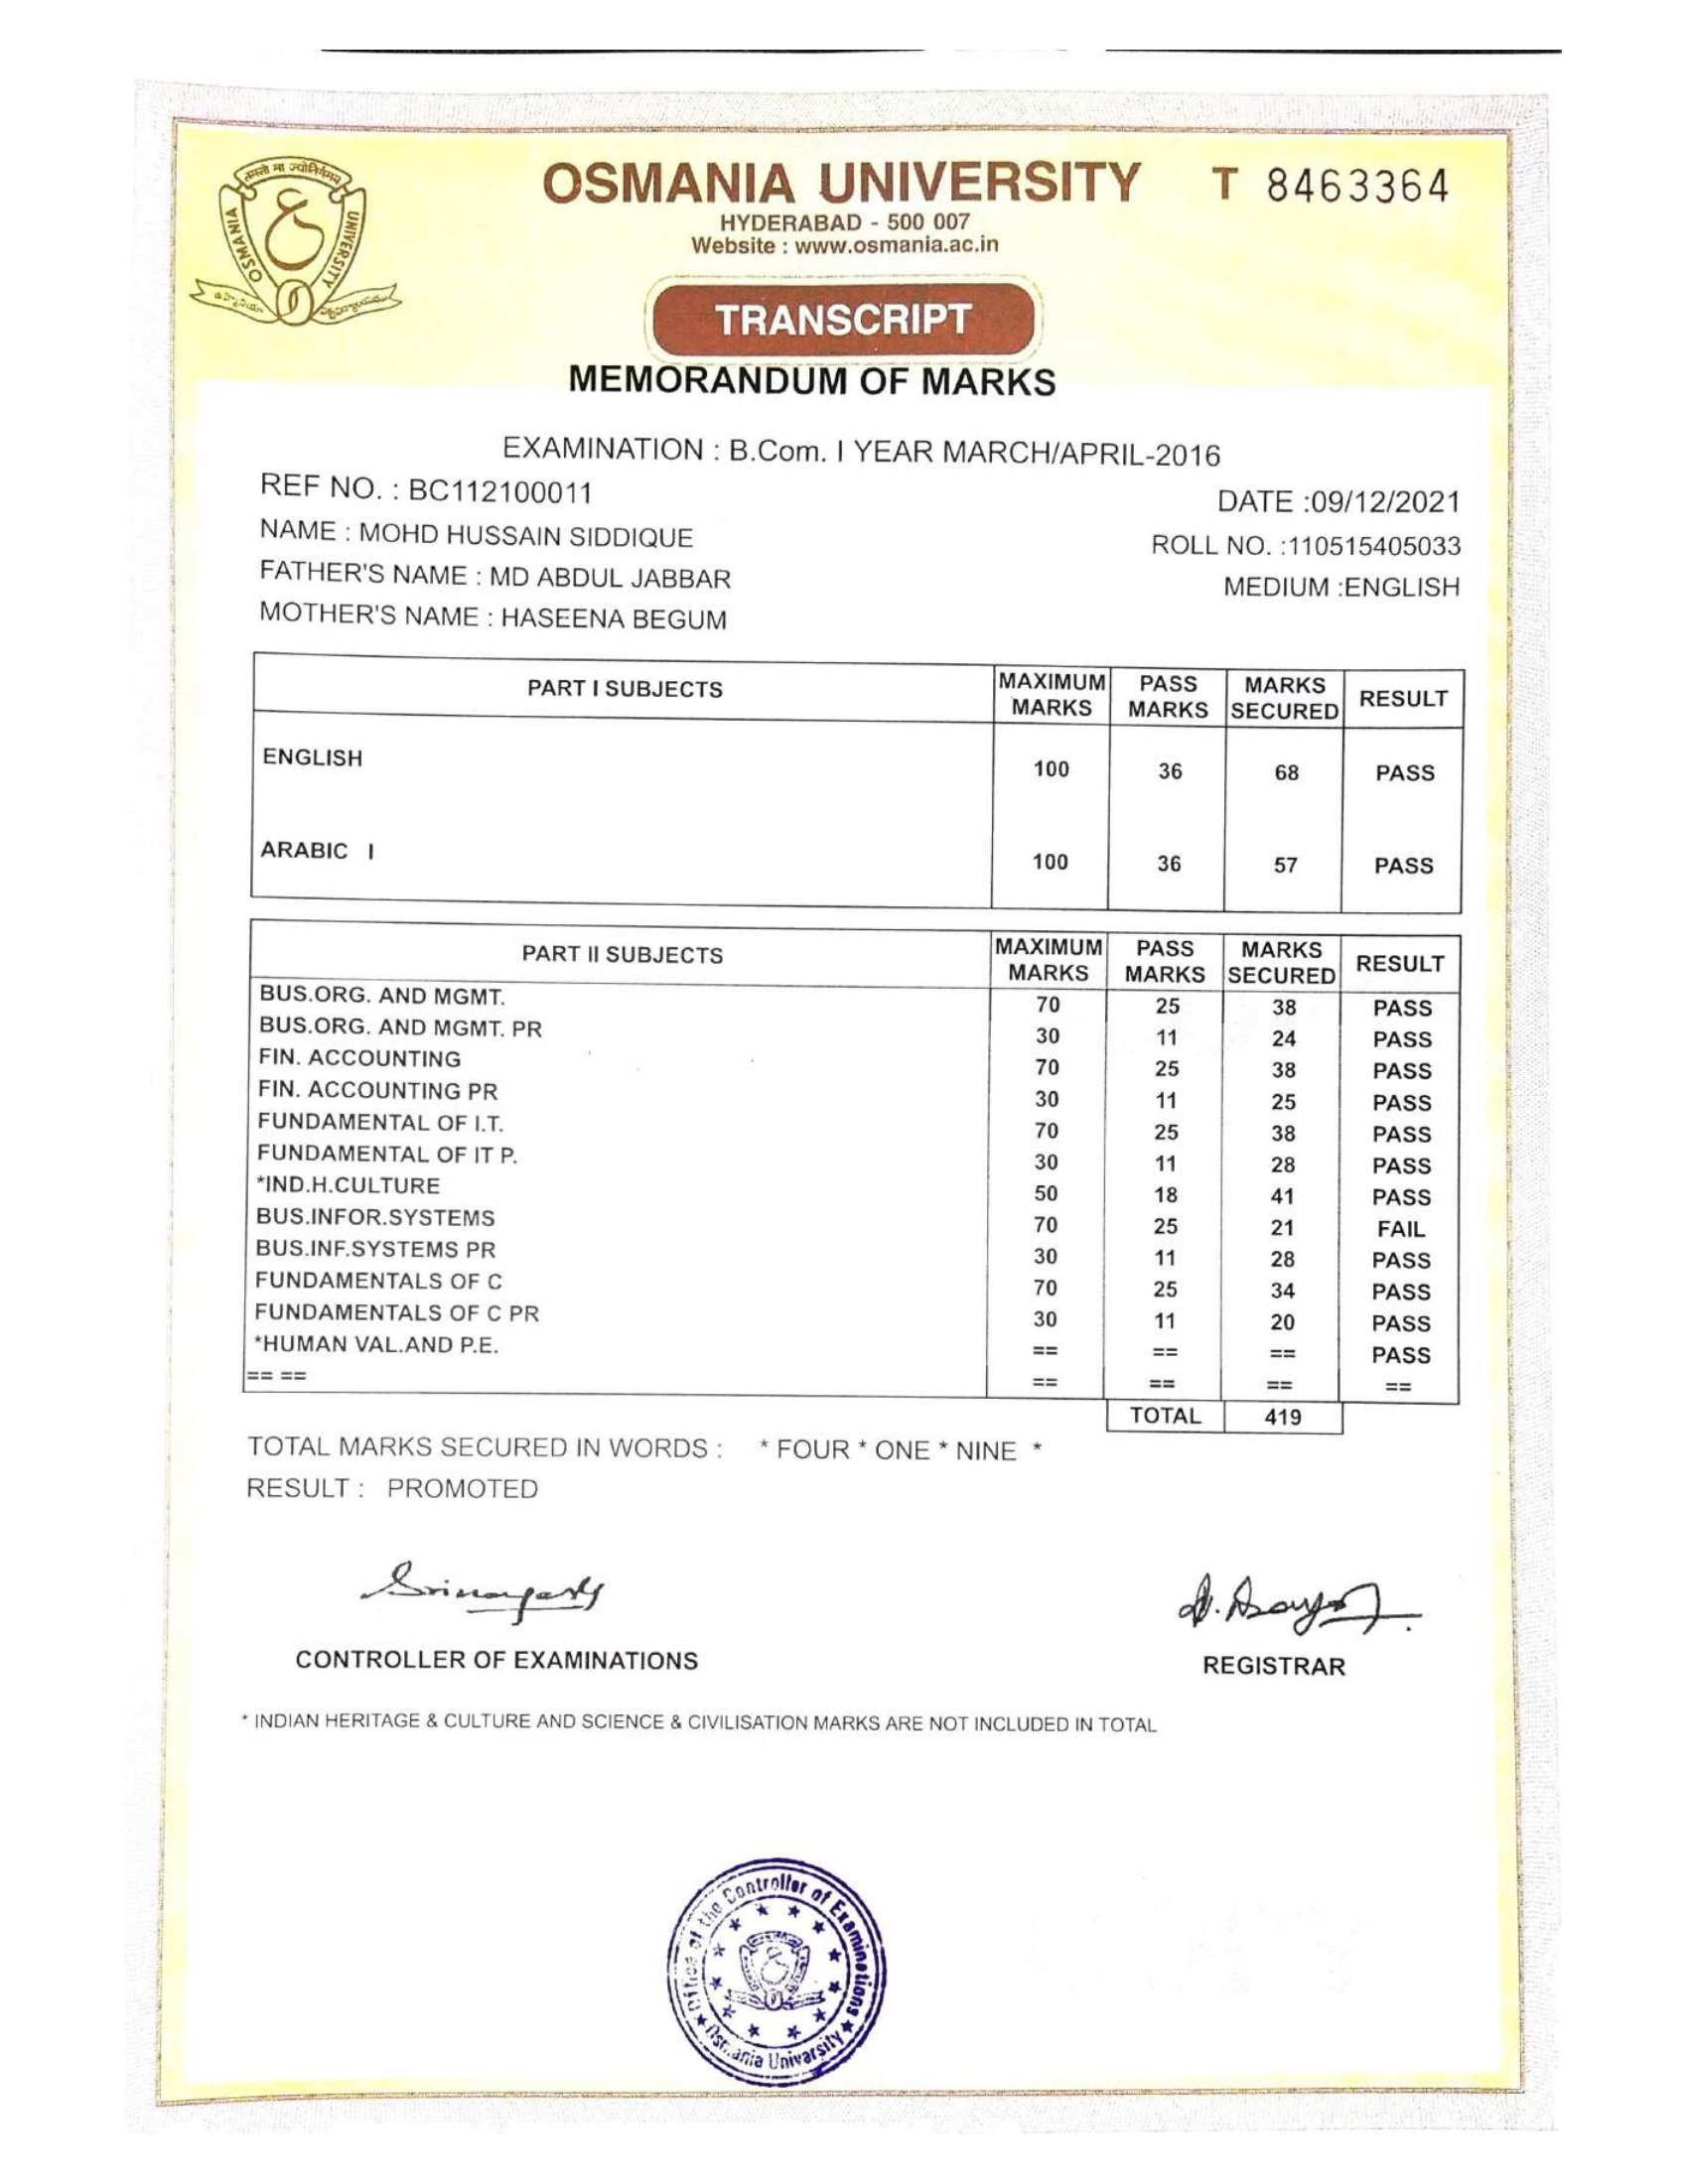 तमसो मा ज्योतिर्गमय
OSMANIA UNIVERSITY
OSMANIA UNIVERSITY T 8463364
HYDERABAD - 500 007
Website : www.osmania.ac.in
TRANSCRIPT
MEMORANDUM OF MARKS
EXAMINATION : B.Com. I YEAR MARCH/APRIL-2016
REF NO. : BC112100011
DATE :09/12/2021
NAME : MOHD HUSSAIN SIDDIQUE
ROLL NO. :110515405033
FATHER'S NAME : MD ABDUL JABBAR
MEDIUM :ENGLISH
MOTHER'S NAME : HASEENA BEGUM
PART I SUBJECTS MAXIMUM MARKS PASS MARKS MARKS SECURED RESULT
ENGLISH 100 36 68 PASS
ARABIC I 100 36 57 PASS
PART II SUBJECTS MAXIMUM MARKS PASS MARKS MARKS SECURED RESULT
BUS.ORG. AND MGMT. 70 25 38 PASS
BUS.ORG. AND MGMT. PR 30 11 24 PASS
FIN. ACCOUNTING 70 25 38 PASS
FIN. ACCOUNTING PR 30 11 25 PASS
FUNDAMENTAL OF I.T. 70 25 38 PASS
FUNDAMENTAL OF IT P. 30 11 28 PASS
*IND.H.CULTURE 50 18 41 PASS
BUS.INFOR.SYSTEMS 70 25 21 FAIL
BUS.INF.SYSTEMS PR 30 11 28 PASS
FUNDAMENTALS OF C 70 25 34 PASS
FUNDAMENTALS OF C PR 30 11 20 PASS
*HUMAN VAL.AND P.E. == == == PASS
== == == == == ==
TOTAL 419
TOTAL MARKS SECURED IN WORDS : * FOUR * ONE * NINE *
RESULT : PROMOTED
CONTROLLER OF EXAMINATIONS
REGISTRAR
* INDIAN HERITAGE & CULTURE AND SCIENCE & CIVILISATION MARKS ARE NOT INCLUDED IN TOTAL
Office of the Controller of Examinations
Osmania University